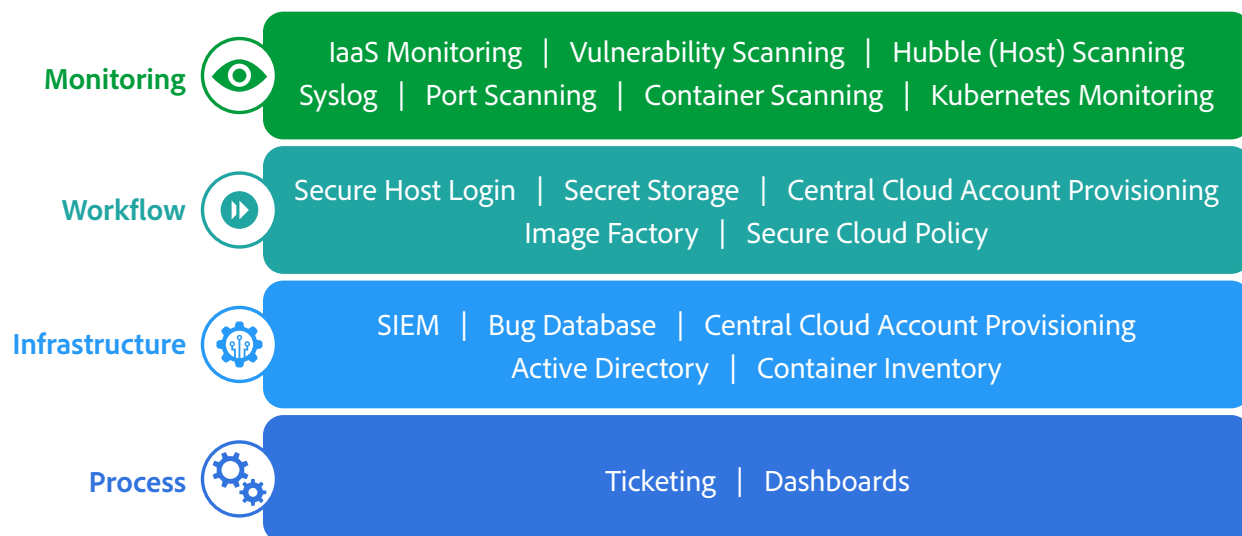 Monitoring
IaaS Monitoring | Vulnerability Scanning | Hubble (Host) Scanning
Syslog | Port Scanning | Container Scanning | Kubernetes Monitoring
Workflow
Secure Host Login | Secret Storage | Central Cloud Account Provisioning
Image Factory | Secure Cloud Policy
Infrastructure
SIEM | Bug Database | Central Cloud Account Provisioning
Active Directory | Container Inventory
Process
Ticketing | Dashboards